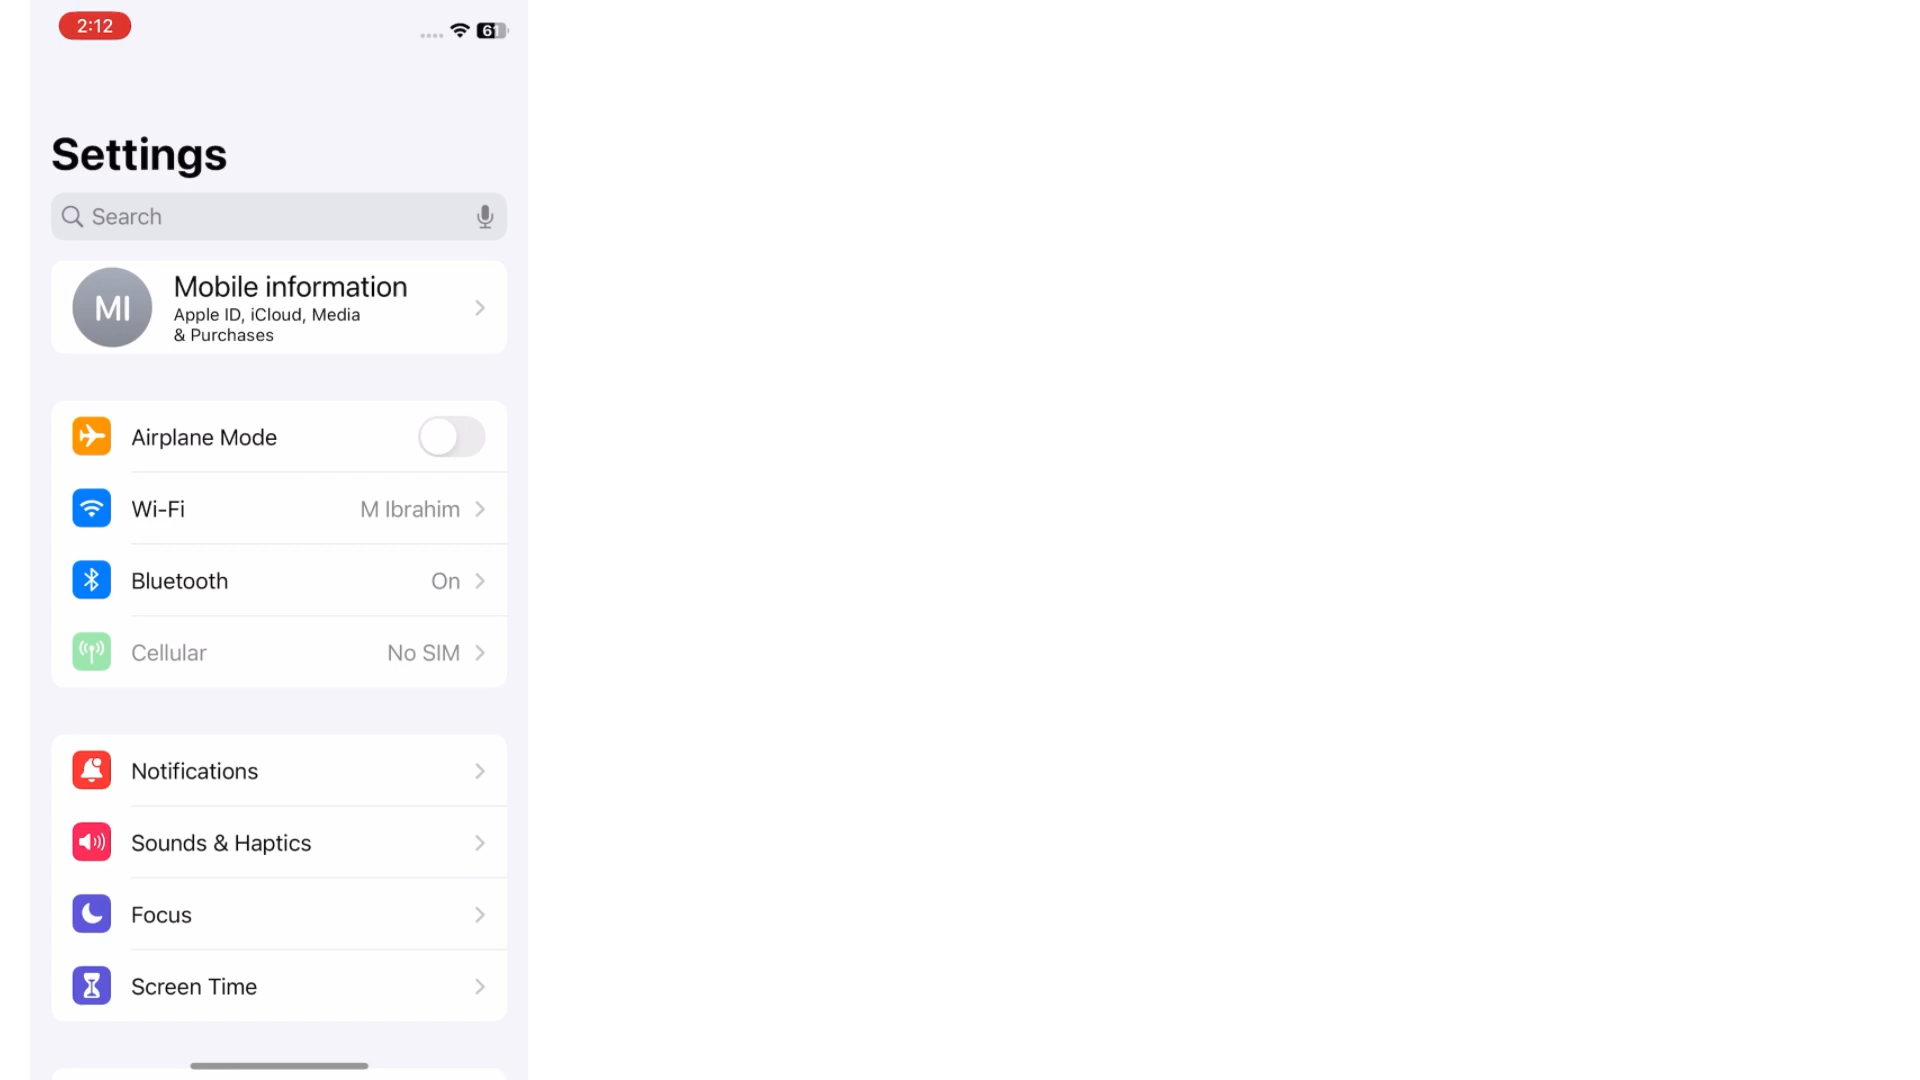 2:12
61
Settings
Search
MI
Mobile information
Apple ID, iCloud, Media
& Purchases
Airplane Mode
Wi-Fi M Ibrahim
Bluetooth On
Cellular No SIM
Notifications
Sounds & Haptics
Focus
Screen Time